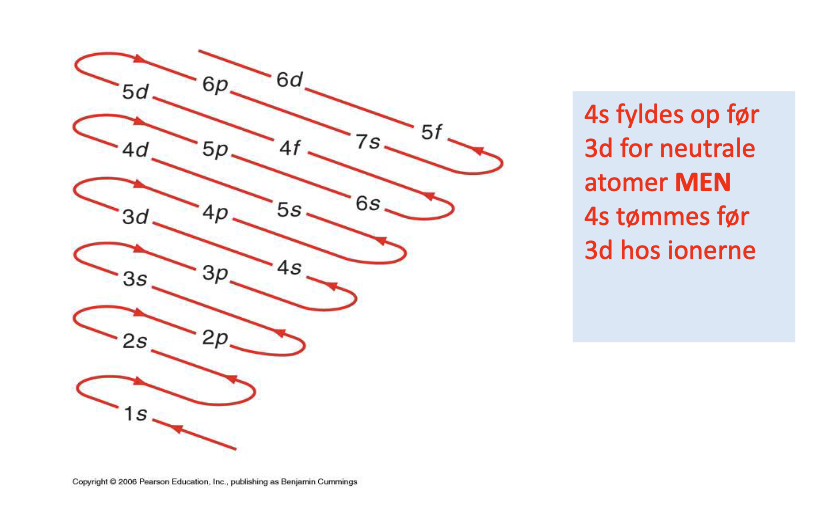 6d
6p
5d
5f
7s
4f
5p
4d
6s
5s
4p
3d
4s
3p
3s
2p
2s
1s
4s fyldes op før
3d for neutrale
atomer MEN
4s tømmes før
3d hos ionerne
Copyright © 2006 Pearson Education, Inc., publishing as Benjamin Cummings